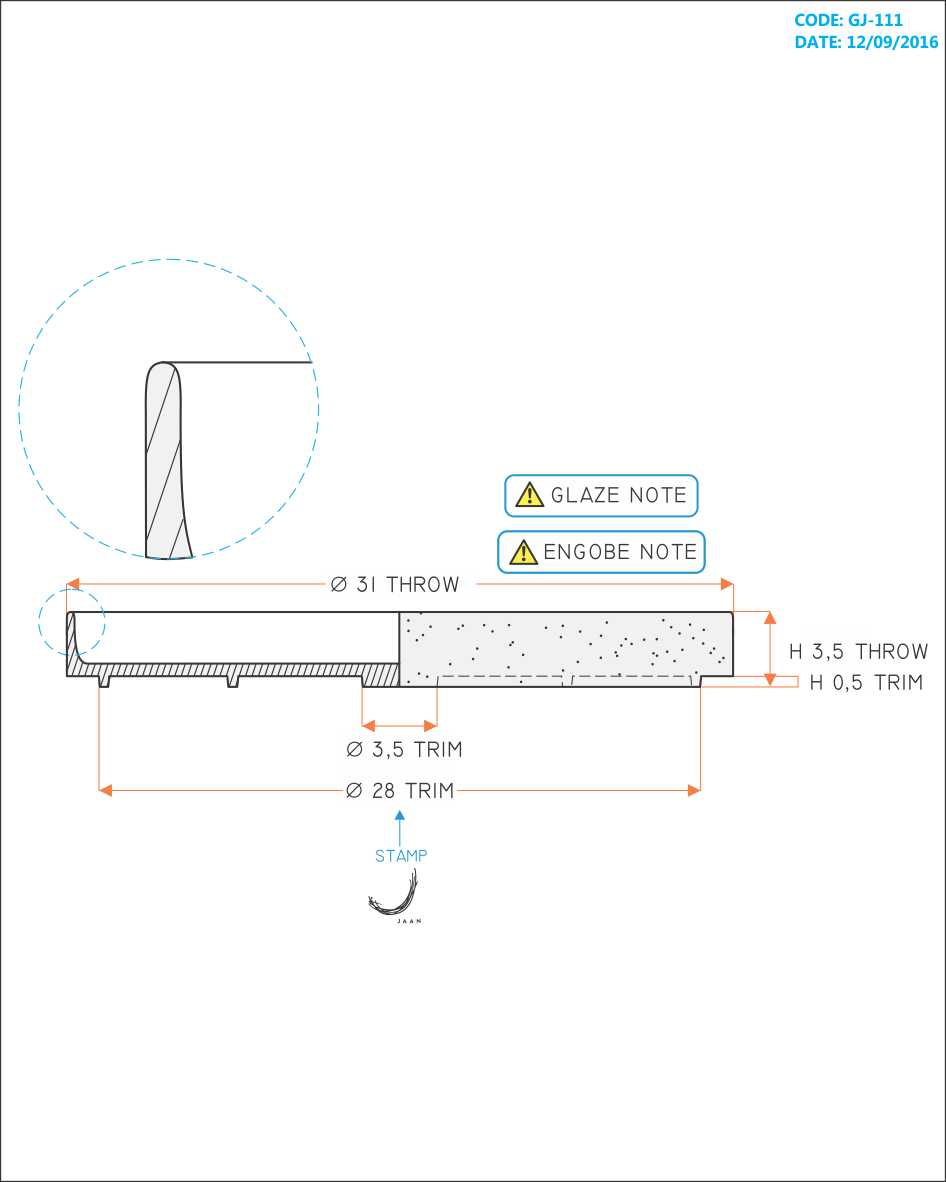 CODE: GJ-111
DATE: 12/09/2016
GLAZE NOTE
ENGOBE NOTE
Ø 31 THROW
H 3,5 THROW
H 0,5 TRIM
Ø 3,5 TRIM
Ø 28 TRIM
STAMP
JAAN